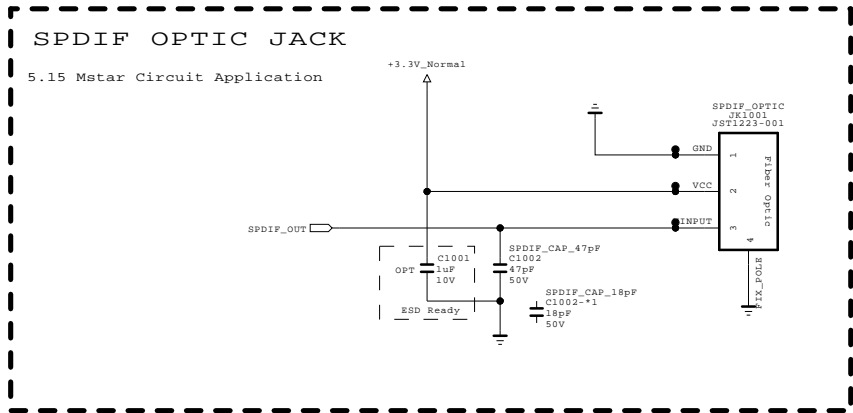 SPDIF OPTIC JACK
5.15 Mstar Circuit Application
+3.3V_Normal
SPDIF_OPTIC
JK1001
JST1223-001
GND
1
VCC
2
INPUT
3
4
Fiber Optic
FIX_POLE
SPDIF_OUT
OPT
C1001
1uF
10V
ESD Ready
SPDIF_CAP_47pF
C1002
47pF
50V
SPDIF_CAP_18pF
C1002-*1
18pF
50V